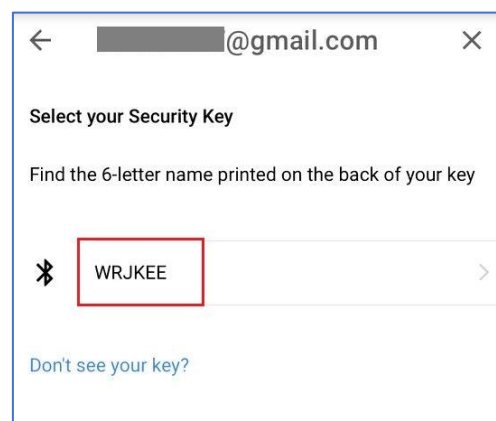 @gmail.com
Select your Security Key
Find the 6-letter name printed on the back of your key
WRJKEE
Don't see your key?